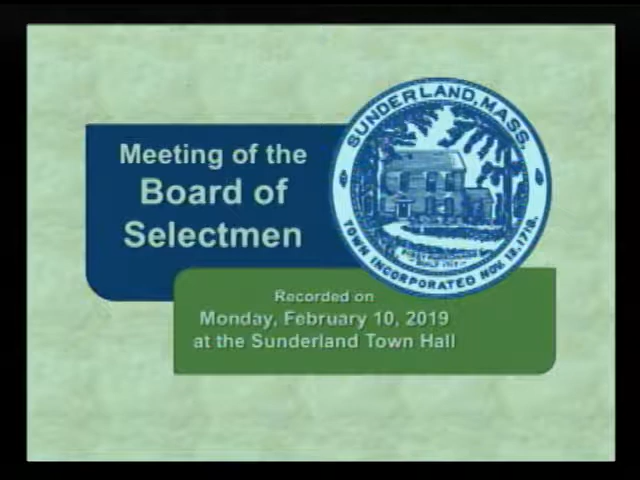 Meeting of the
Board of
Selectmen
SUNDERLAND, MASS.
TOWN INCORPORATED NOV. 12, 1718.
Recorded on
Monday, February 10, 2019
at the Sunderland Town Hall